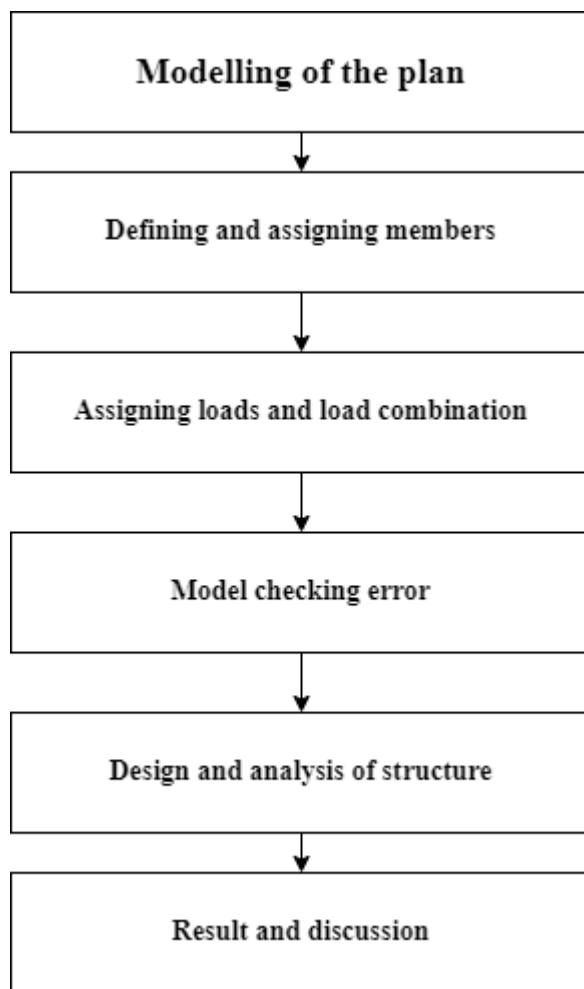 Modelling of the plan
Defining and assigning members
Assigning loads and load combination
Model checking error
Design and analysis of structure
Result and discussion